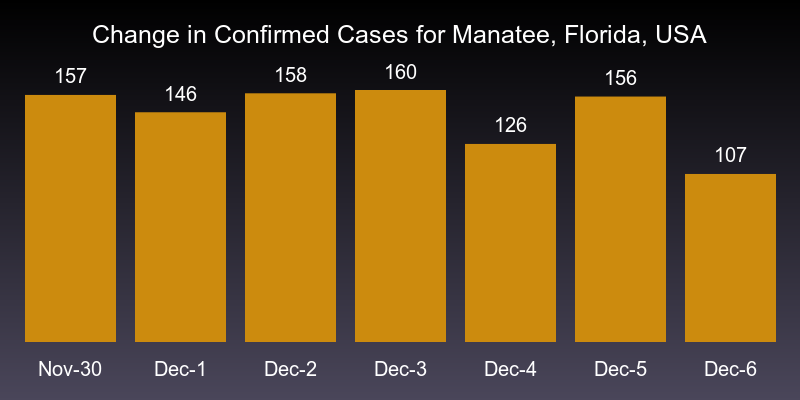 Change in Confirmed Cases for Manatee, Florida, USA
157
146
158
160
126
156
107
Nov-30
Dec-1
Dec-2
Dec-3
Dec-4
Dec-5
Dec-6